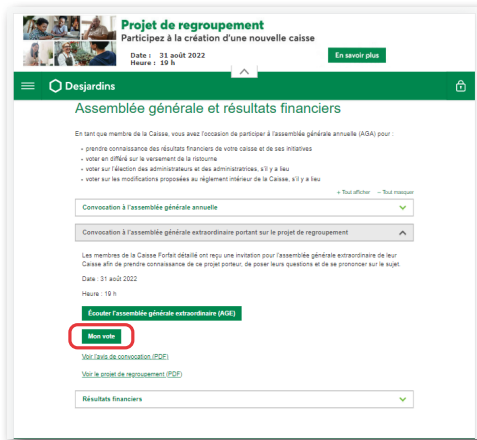 Projet de regroupement
Participez à la création d'une nouvelle caisse
Date : 31 août 2022
Heure : 19 h
En savoir plus
Desjardins
Assemblée générale et résultats financiers
En tant que membre de la Caisse, vous avez l'occasion de participer à l'assemblée générale annuelle (AGA) pour :
- prendre connaissance des résultats financiers de votre caisse et de ses initiatives
- voter en différé sur le versement de la ristourne
- voter sur l'élection des administrateurs et des administratrices, s'il y a lieu
- voter sur les modifications proposées au règlement intérieur de la Caisse, s'il y a lieu
+ Tout afficher - Tout masquer
Convocation à l'assemblée générale annuelle
Convocation à l'assemblée générale extraordinaire portant sur le projet de regroupement
Les membres de la Caisse Forfait détaillé ont reçu une invitation pour l'assemblée générale extraordinaire de leur
Caisse afin de prendre connaissance de ce projet porteur, de poser leurs questions et de se prononcer sur le sujet.
Date : 31 août 2022
Heure : 19 h
Écouter l'assemblée générale extraordinaire (AGE)
Mon vote
Voir l'avis de convocation (PDF)
Voir le projet de regroupement (PDF)
Résultats financiers